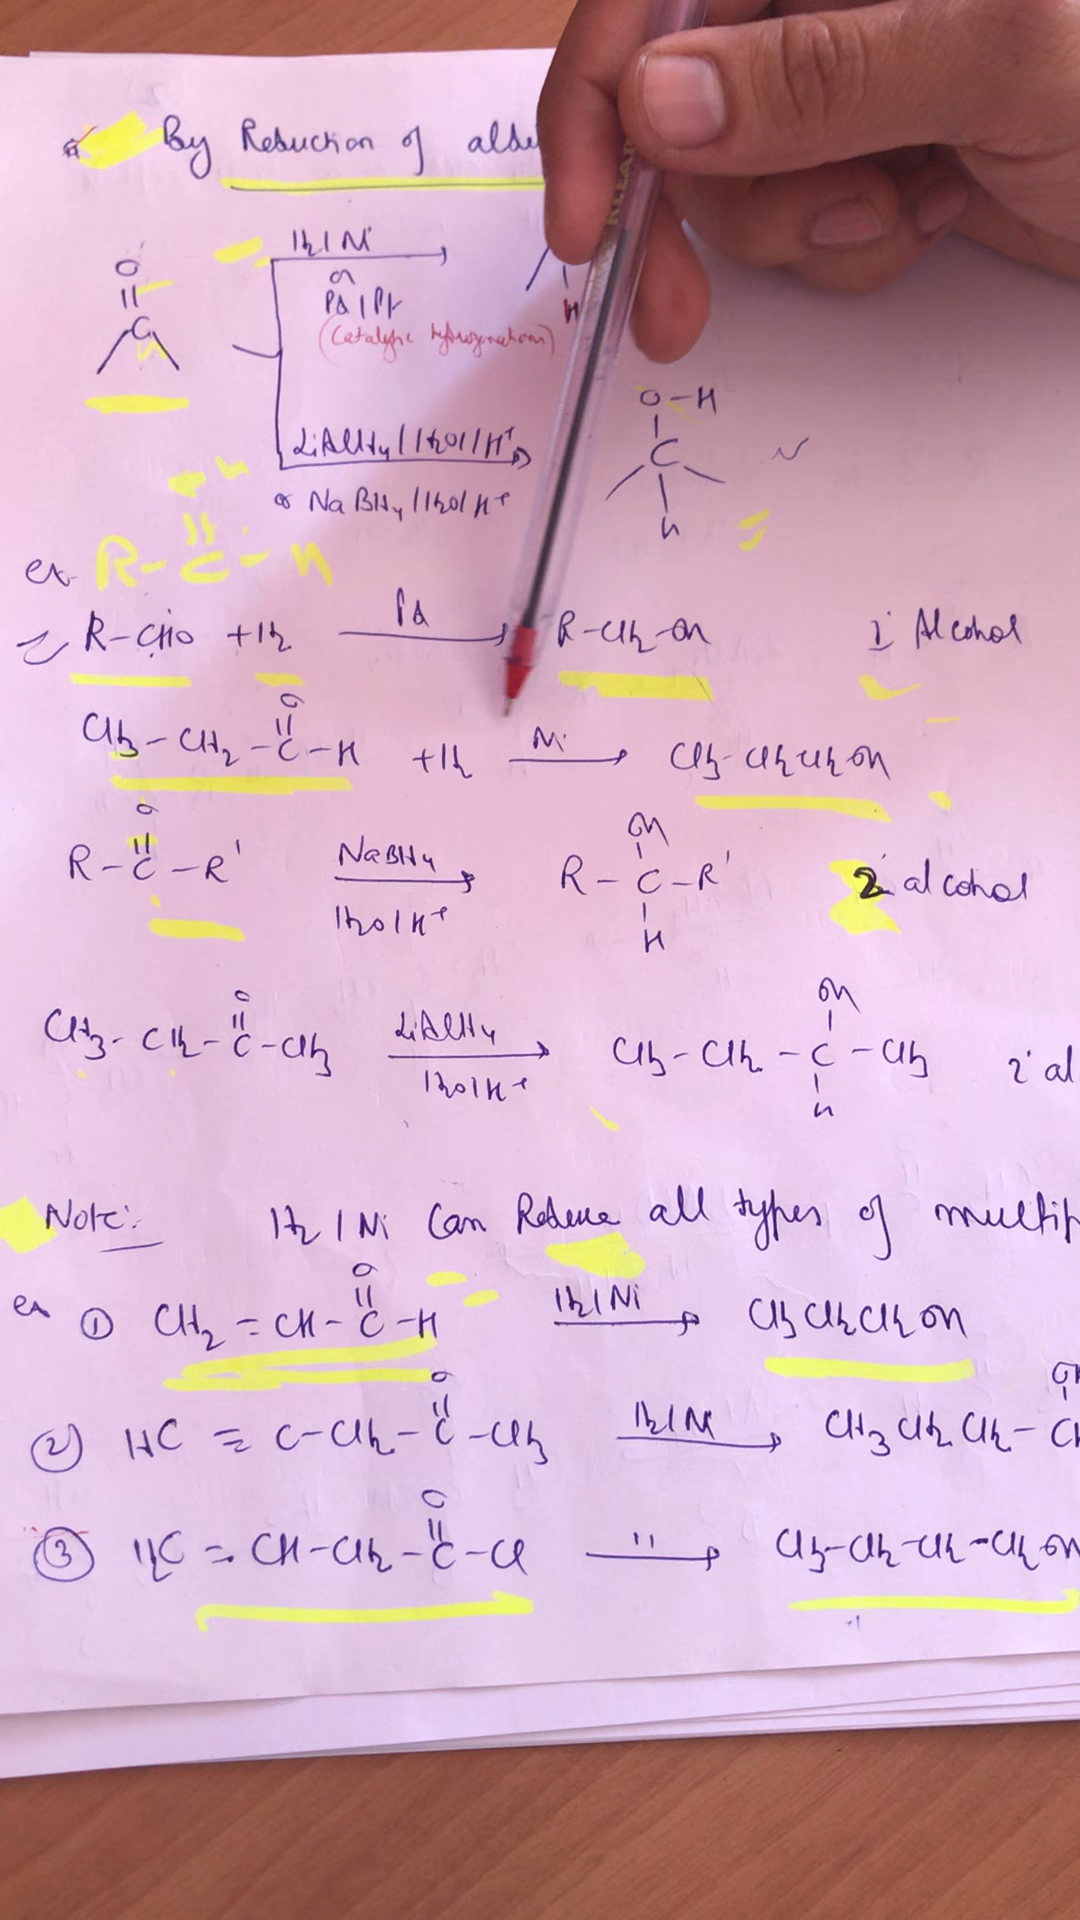 By Reduction of alde
O
||
C
H2/Ni
or
Pd/Pt
(Catalytic hydrogenation)
H
LiAlH4/H2O/H+
or NaBH4/H2O/H+
O-H
C
H
ex R-C-H
R-CHO + H2 Pd R-CH2-OH 1° Alcohol
O
||
CH3-CH2-C-H + H2 Ni CH3-CH2CH2OH
O OH
R-C-R' NaBH4 R-C-R' 2° alcohol
H2O/H+ H
O OH
CH3-CH2-C-CH3 LiAlH4 CH3-CH2-C-CH3 2° al
H2O/H+ H
Note: H2/Ni Can Reduce all types of multip
ex ① CH2=CH-C-H H2/Ni CH3CH2CH2OH
O
② HC≡C-CH2-C-CH3 H2/Ni CH3CH2CH2-CH
O OH
③ H2C=CH-CH2-C-Cl '' CH3-CH2-CH2-CH2OH
O